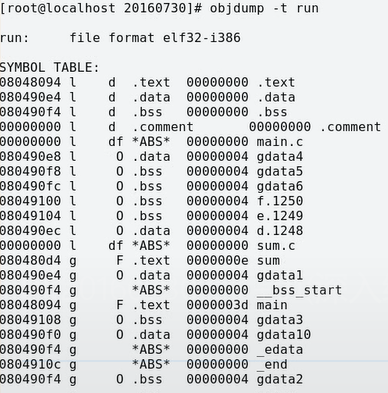 [root@localhost 20160730]# objdump -t run
run:     file format elf32-i386
SYMBOL TABLE:
08048094 l    d  .text  00000000 .text
080490e4 l    d  .data  00000000 .data
080490f4 l    d  .bss  00000000 .bss
00000000 l    d  .comment       00000000 .comment
00000000 l    df *ABS*  00000000 main.c
080490e8 l     O .data  00000004 gdata4
080490f8 l     O .bss  00000004 gdata5
080490fc l     O .bss  00000004 gdata6
08049100 l     O .bss  00000004 f.1250
08049104 l     O .bss  00000004 e.1249
080490ec l     O .data  00000004 d.1248
00000000 l    df *ABS*  00000000 sum.c
080480d4 g     F .text  0000000e sum
080490e4 g     O .data  00000004 gdata1
080490f4 g       *ABS*  00000000 __bss_start
08048094 g     F .text  0000003d main
08049108 g     O .bss  00000004 gdata3
080490f0 g     O .data  00000004 gdata10
080490f4 g       *ABS*  00000000 _edata
0804910c g       *ABS*  00000000 _end
080490f4 g     O .bss  00000004 gdata2